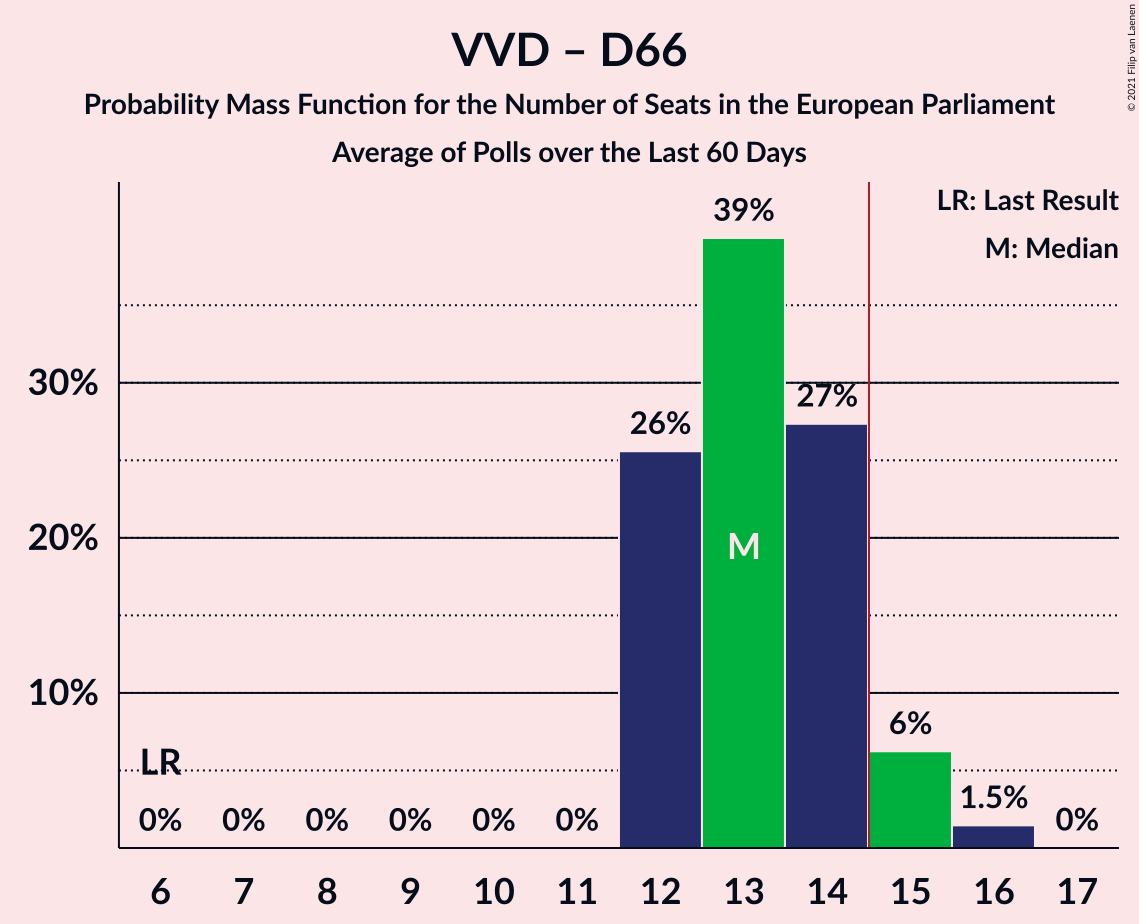 VVD – D66
Probability Mass Function for the Number of Seats in the European Parliament
Average of Polls over the Last 60 Days
© 2021 Filip van Laenen
LR: Last Result
M: Median
39%
30%
27%
26%
20%
M
10%
6%
LR
1.5%
0% 0% 0% 0% 0% 0% 0%
6 7 8 9 10 11 12 13 14 15 16 17